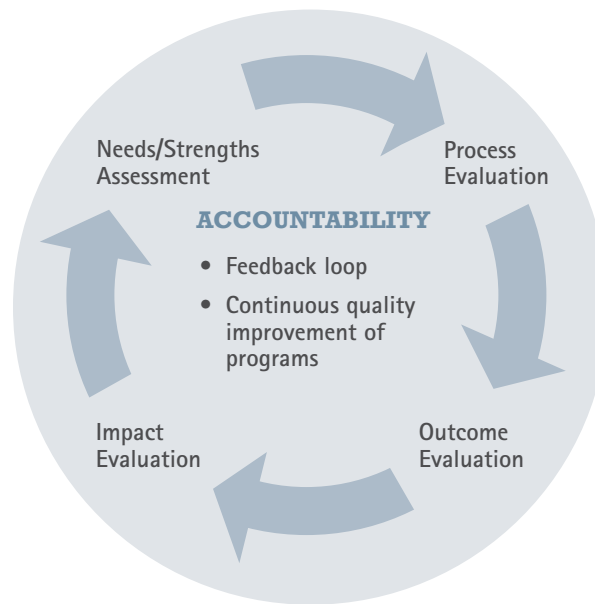 Needs/Strengths
Assessment
Process
Evaluation
ACCOUNTABILITY
• Feedback loop
• Continuous quality
improvement of
programs
Impact
Evaluation
Outcome
Evaluation